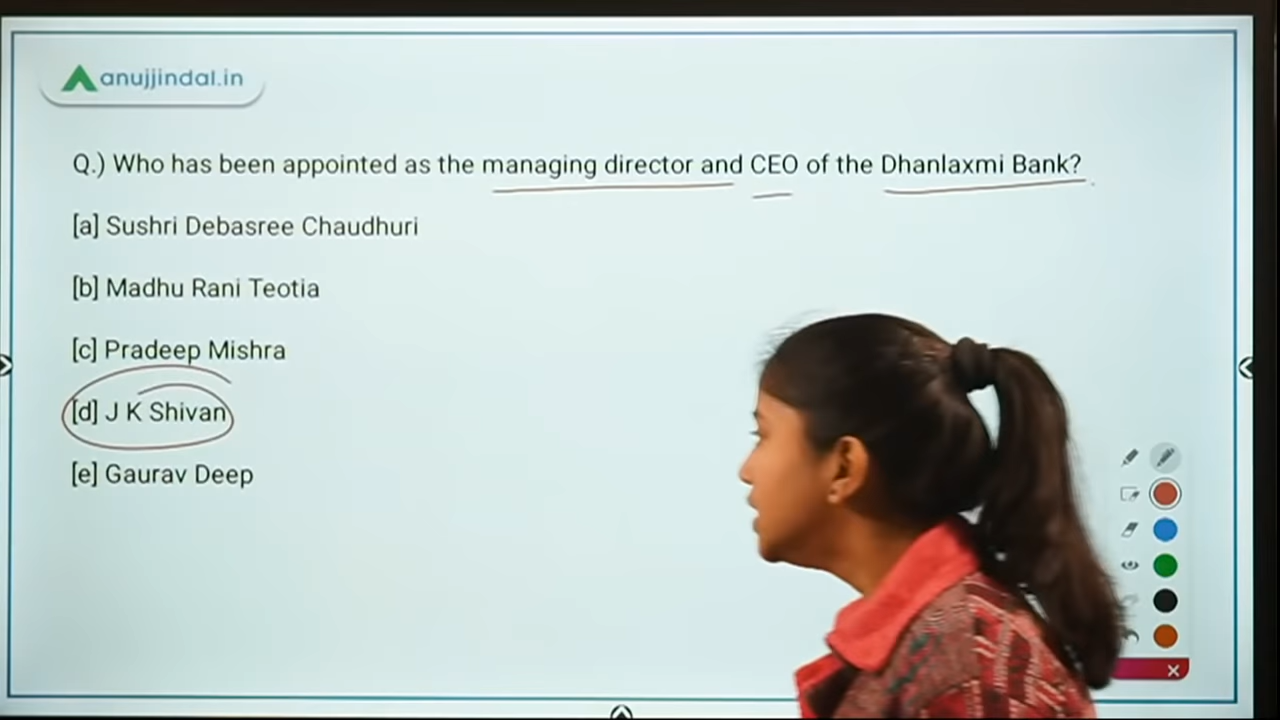 anujjindal.in
Q.) Who has been appointed as the managing director and CEO of the Dhanlaxmi Bank?
[a] Sushri Debasree Chaudhuri
[b] Madhu Rani Teotia
[c] Pradeep Mishra
[d] J K Shivan
[e] Gaurav Deep